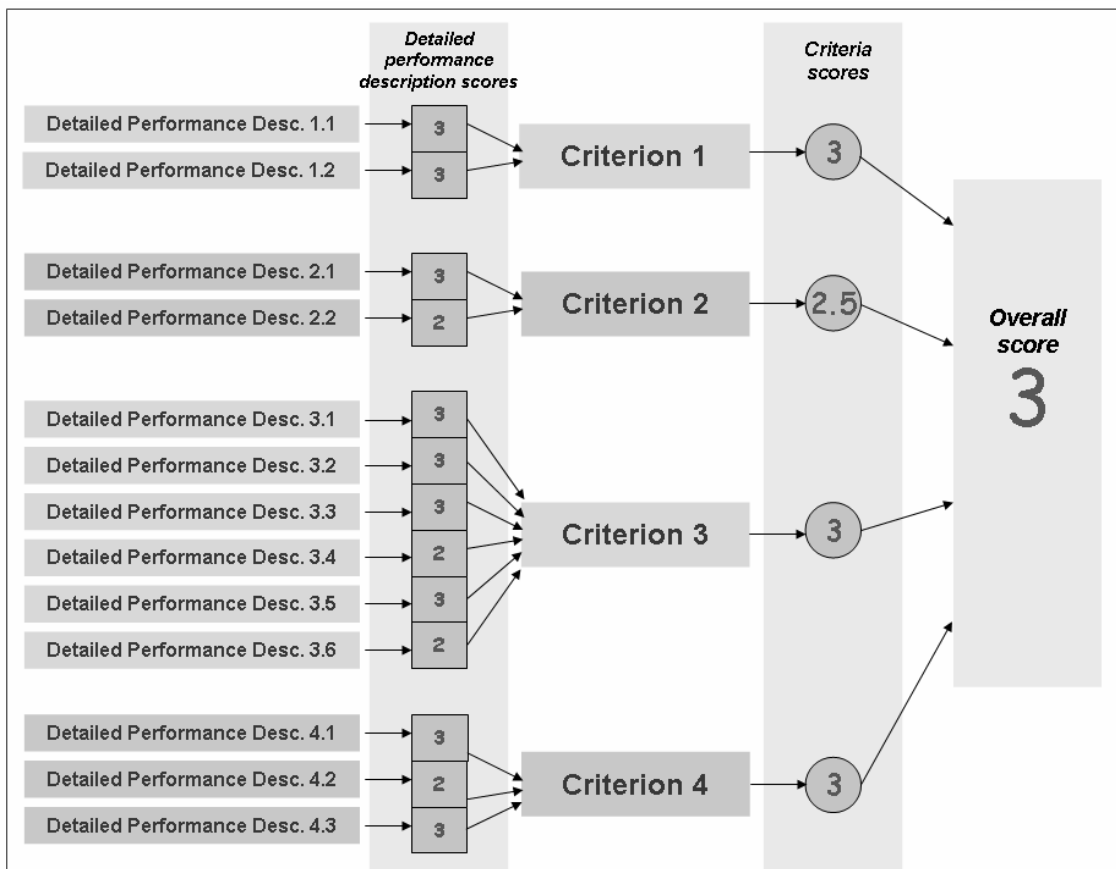 Detailed
performance
description scores
Criteria
scores
Detailed Performance Desc. 1.1
3
Detailed Performance Desc. 1.2
3
Criterion 1
3
Detailed Performance Desc. 2.1
3
Detailed Performance Desc. 2.2
2
Criterion 2
2.5
Overall
score
3
Detailed Performance Desc. 3.1
3
Detailed Performance Desc. 3.2
3
Detailed Performance Desc. 3.3
3
Detailed Performance Desc. 3.4
2
Detailed Performance Desc. 3.5
3
Detailed Performance Desc. 3.6
2
Criterion 3
3
Detailed Performance Desc. 4.1
3
Detailed Performance Desc. 4.2
2
Detailed Performance Desc. 4.3
3
Criterion 4
3